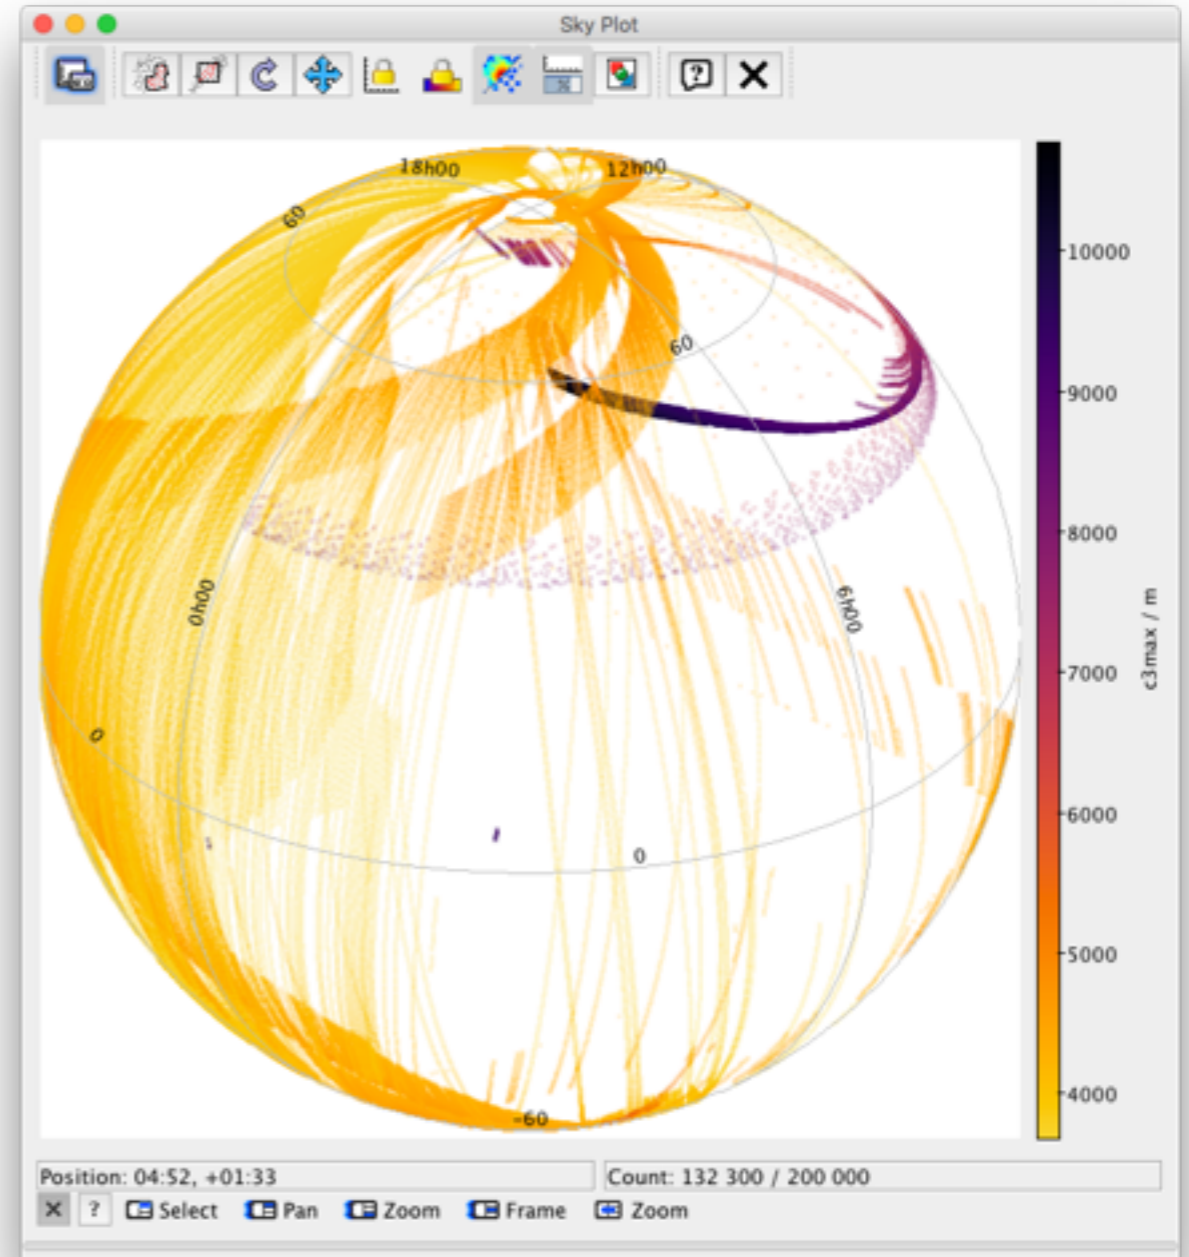 Sky Plot
18h00
12h00
60
60
10000
9000
8000
7000
6000
5000
4000
c3max / m
0h00
6h00
0
0
-60
Position: 04:52, +01:33
Count: 132 300 / 200 000
? Select Pan Zoom Frame Zoom